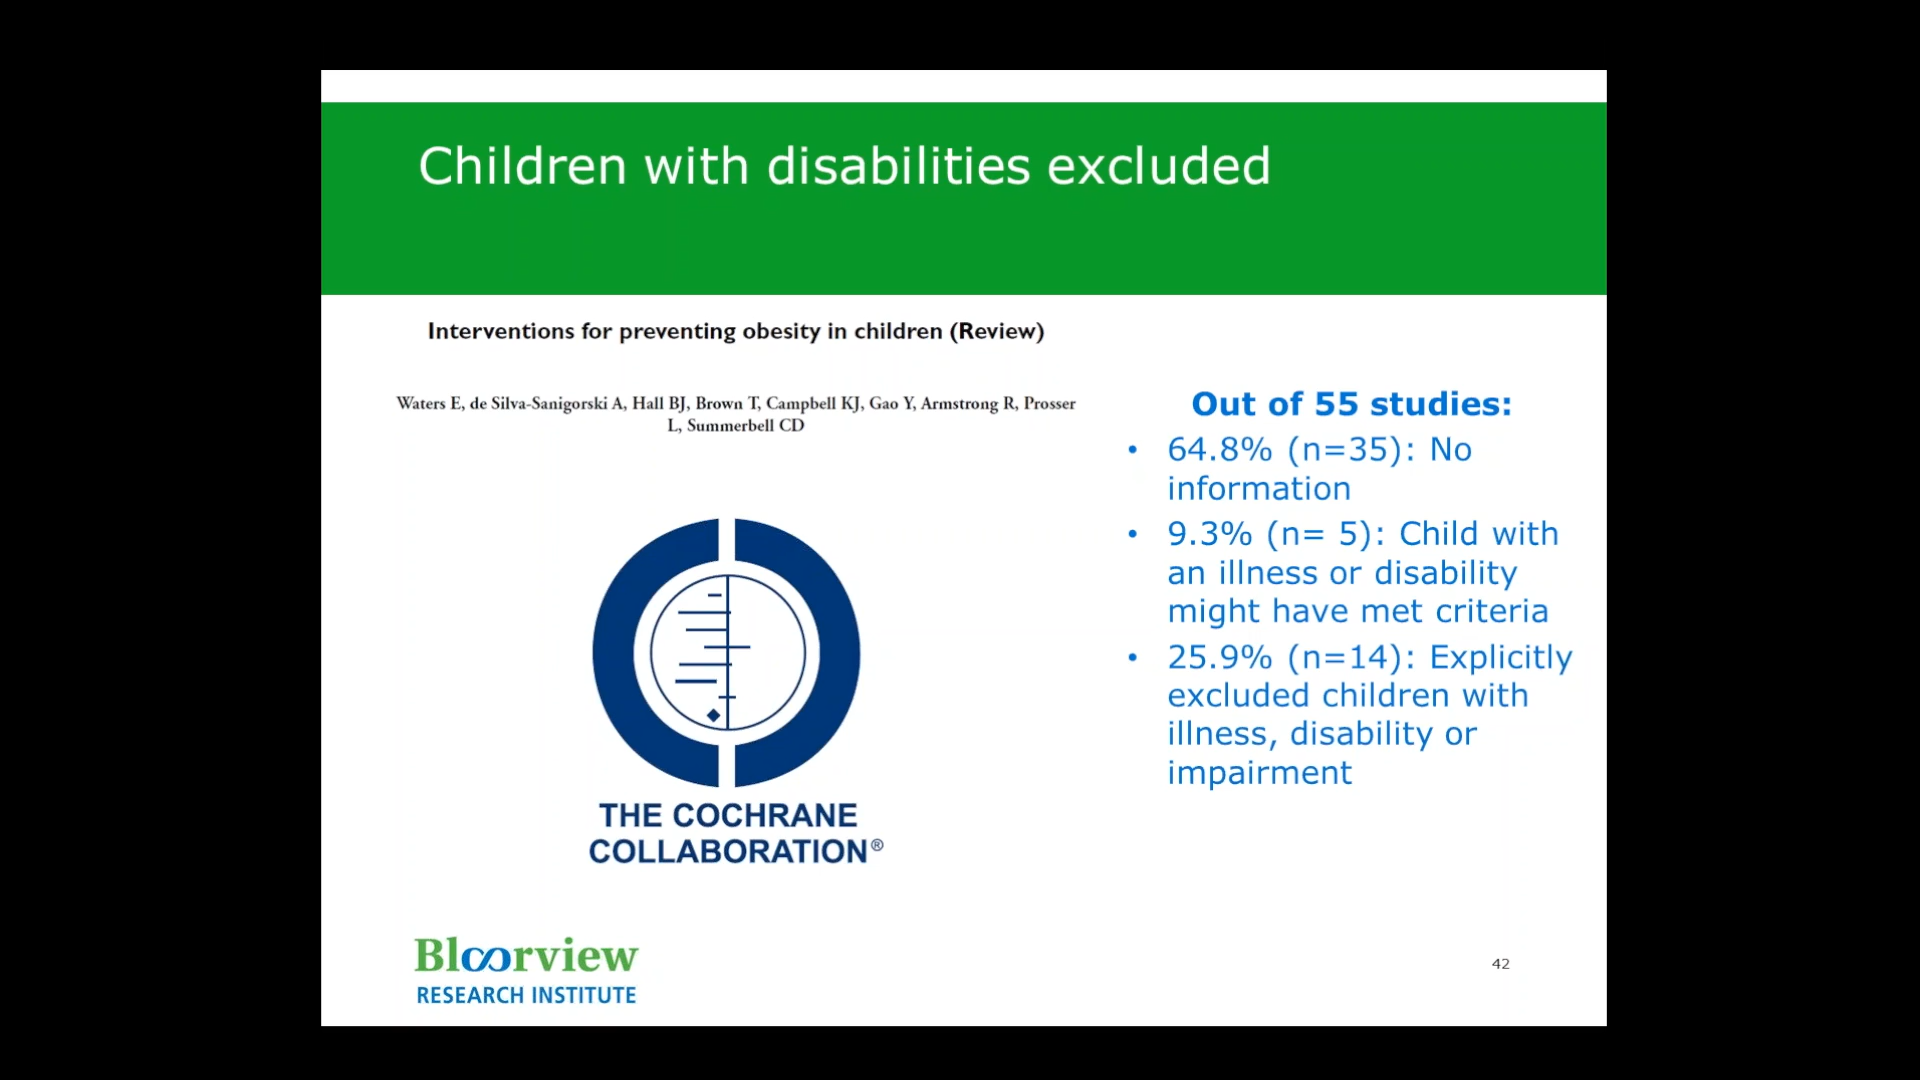 Children with disabilities excluded
Interventions for preventing obesity in children (Review)
Waters E, de Silva-Sanigorski A, Hall BJ, Brown T, Campbell KJ, Gao Y, Armstrong R, Prosser
L, Summerbell CD
THE COCHRANE
COLLABORATION®
Out of 55 studies:
• 64.8% (n=35): No
information
• 9.3% (n= 5): Child with
an illness or disability
might have met criteria
• 25.9% (n=14): Explicitly
excluded children with
illness, disability or
impairment
Bloorview
RESEARCH INSTITUTE
42